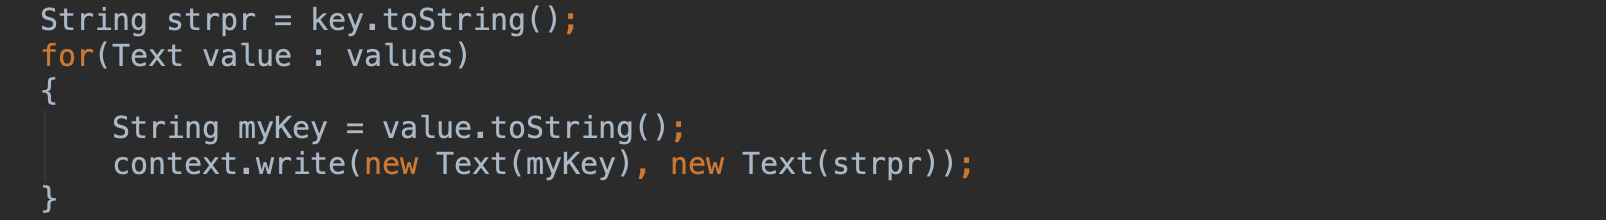 String strpr = key.toString();
for(Text value : values)
{
    String myKey = value.toString();
    context.write(new Text(myKey), new Text(strpr));
}